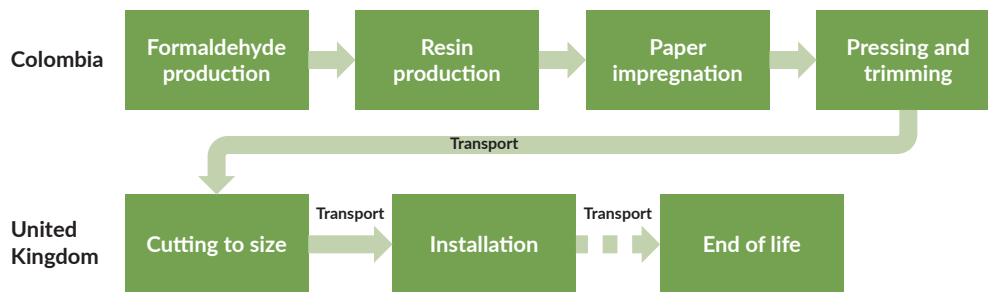 Colombia
Formaldehyde
production
Resin
production
Paper
impregnation
Pressing and
trimming
Transport
United
Kingdom
Cutting to size
Transport
Installation
Transport
End of life